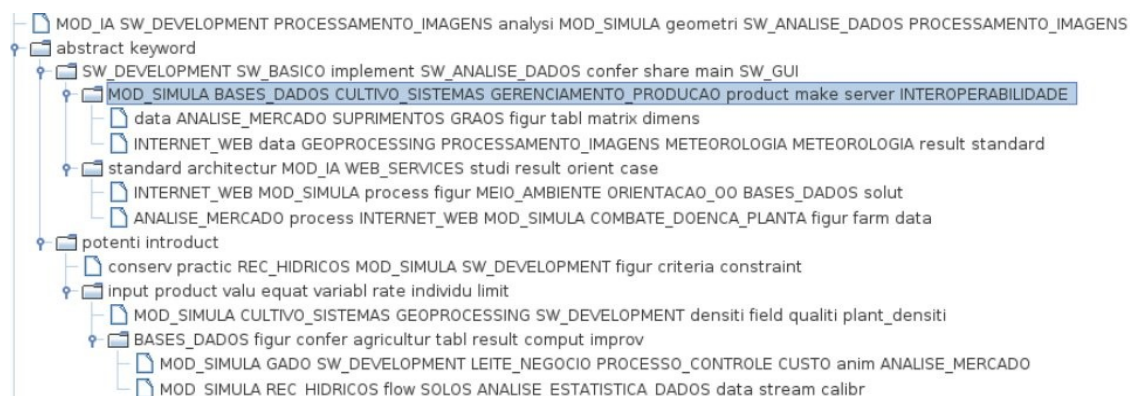 MOD_IA SW_DEVELOPMENT PROCESSAMENTO_IMAGENS analysi MOD_SIMULA geometri SW_ANALISE_DADOS PROCESSAMENTO_IMAGENS
abstract keyword
SW_DEVELOPMENT SW_BASICO implement SW_ANALISE_DADOS confer share main SW_GUI
MOD_SIMULA BASES_DADOS CULTIVO_SISTEMAS GERENCIAMENTO_PRODUCAO product make server INTEROPERABILIDADE
data ANALISE_MERCADO SUPRIMENTOS GRAOS figur tabl matrix dimens
INTERNET_WEB data GEOPROCESSING PROCESSAMENTO_IMAGENS METEOROLOGIA METEOROLOGIA result standard
standard architectur MOD_IA WEB_SERVICES studi result orient case
INTERNET_WEB MOD_SIMULA process figur MEIO_AMBIENTE ORIENTACAO_OO BASES_DADOS solut
ANALISE_MERCADO process INTERNET_WEB MOD_SIMULA COMBATE_DOENCA_PLANTA figur farm data
potenti introduct
conserv practic REC_HIDRICOS MOD_SIMULA SW_DEVELOPMENT figur criteria constraint
input product valu equat variabl rate individu limit
MOD_SIMULA CULTIVO_SISTEMAS GEOPROCESSING SW_DEVELOPMENT densiti field qualiti plant_densiti
BASES_DADOS figur confer agricultur tabl result comput improv
MOD_SIMULA GADO SW_DEVELOPMENT LEITE_NEGOCIO PROCESSO_CONTROLE CUSTO anim ANALISE_MERCADO
MOD_SIMULA REC_HIDRICOS flow SOLOS ANALISE_ESTATISTICA_DADOS data stream calibr